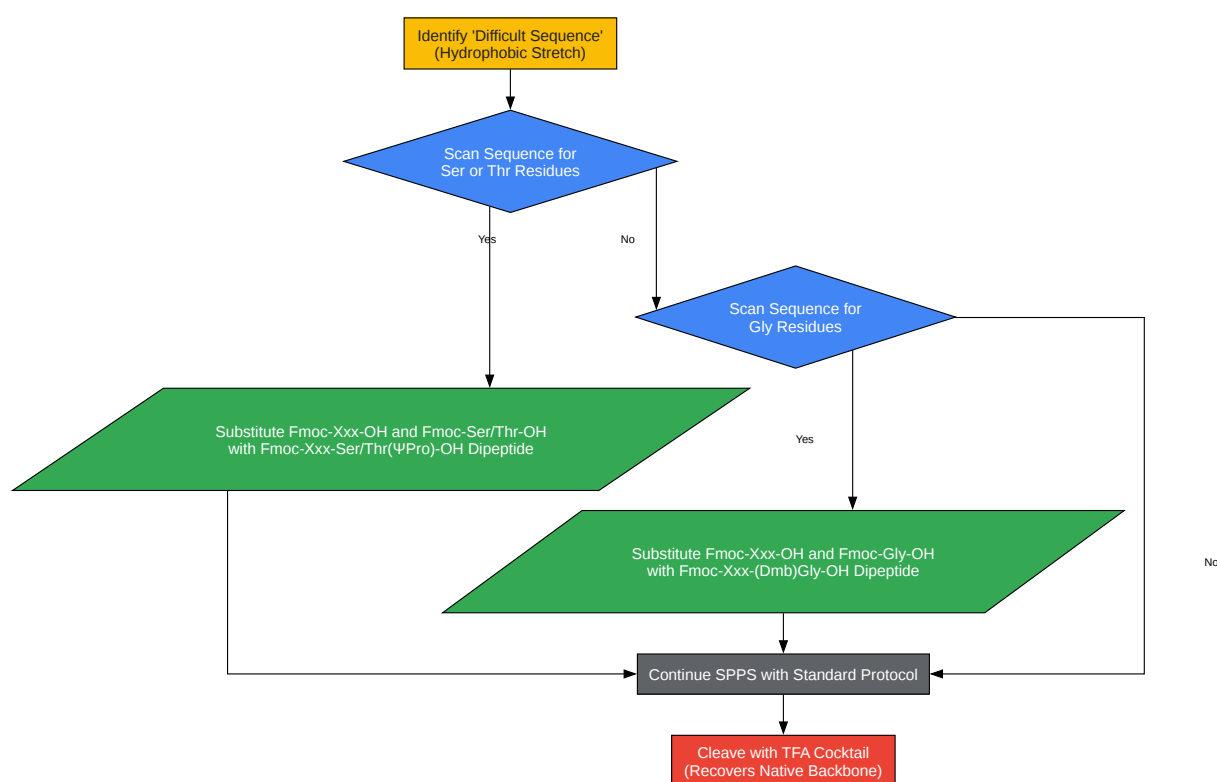 Identify 'Difficult Sequence'
(Hydrophobic Stretch)
Scan Sequence for
Ser or Thr Residues
Yes
No
Scan Sequence for
Gly Residues
Substitute Fmoc-Xxx-OH and Fmoc-Ser/Thr-OH
with Fmoc-Xxx-Ser/Thr(ΨPro)-OH Dipeptide
Yes
Substitute Fmoc-Xxx-OH and Fmoc-Gly-OH
with Fmoc-Xxx-(Dmb)Gly-OH Dipeptide
No
Continue SPPS with Standard Protocol
Cleave with TFA Cocktail
(Recovers Native Backbone)